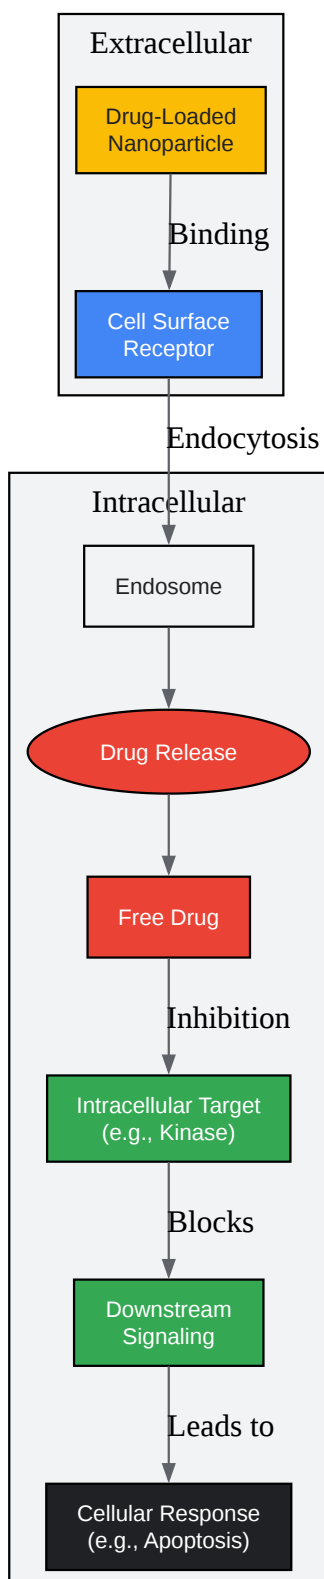 Extracellular
Drug-Loaded
Nanoparticle
Binding
Cell Surface
Receptor
Endocytosis
Intracellular
Endosome
Drug Release
Free Drug
Inhibition
Intracellular Target
(e.g., Kinase)
Blocks
Downstream
Signaling
Leads to
Cellular Response
(e.g., Apoptosis)